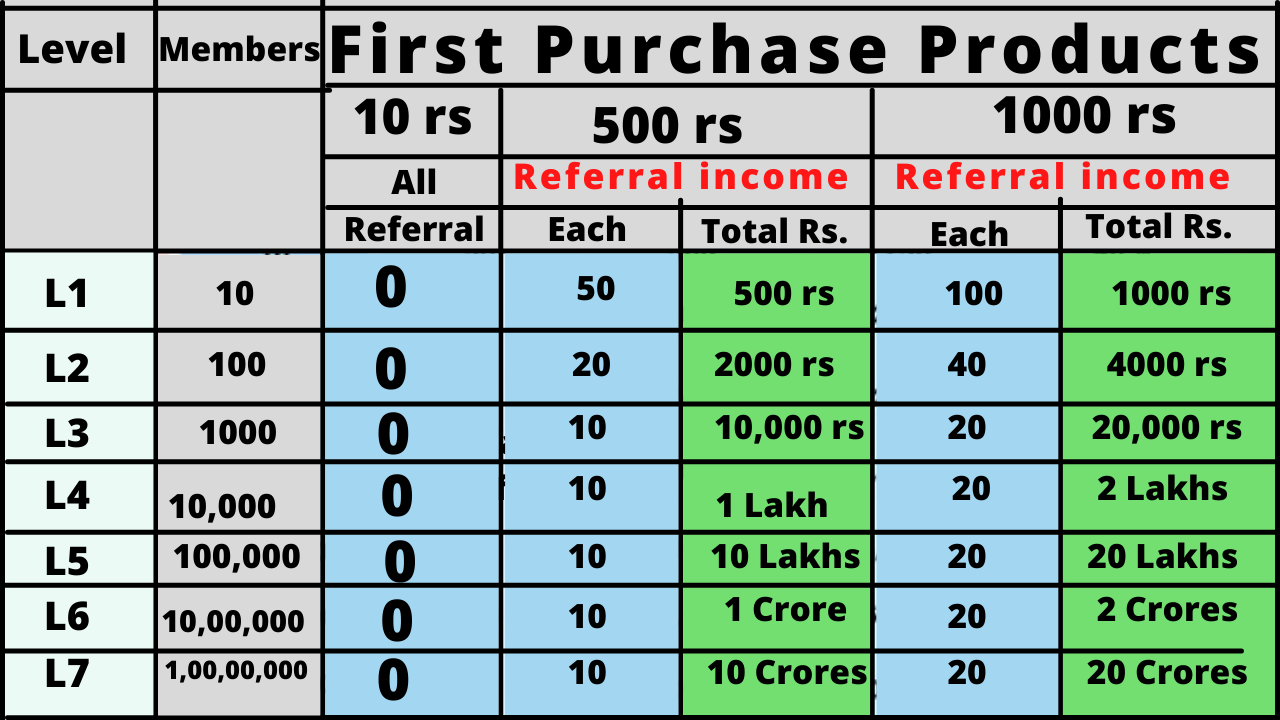 Level Members First Purchase Products
10 rs 500 rs 1000 rs
All Referral income Referral income
Referral Each Total Rs. Each Total Rs.
L1 10 0 50 500 rs 100 1000 rs
L2 100 0 20 2000 rs 40 4000 rs
L3 1000 0 10 10,000 rs 20 20,000 rs
L4 10,000 0 10 1 Lakh 20 2 Lakhs
L5 100,000 0 10 10 Lakhs 20 20 Lakhs
L6 10,00,000 0 10 1 Crore 20 2 Crores
L7 1,00,00,000 0 10 10 Crores 20 20 Crores